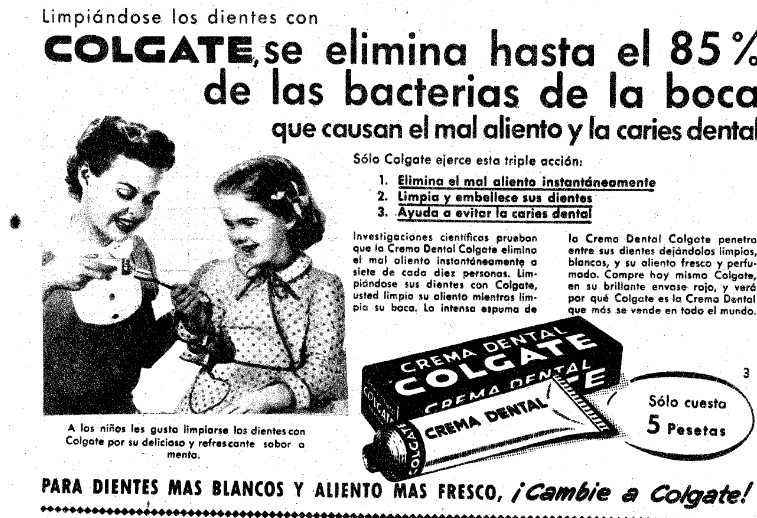 Limpiándose los dientes con
COLGATE, se elimina hasta el 85%
de las bacterias de la boca
que causan el mal aliento y la caries dental
Sólo Colgate ejerce esta triple acción:
1. Elimina el mal aliento instantáneamente
2. Limpia y embellece sus dientes
3. Ayuda a evitar la caries dental
Investigaciones científicas prueban
que la Crema Dental Colgate elimina
el mal aliento instantáneamente a
siete de cada diez personas. Lim-
piándose sus dientes con Colgate,
usted limpia su aliento mientras lim-
pia su boca. La intensa espuma de
la Crema Dental Colgate penetra
entre sus dientes dejándolos limpios,
blancos, y su aliento fresco y perfu-
mado. Compre hoy mismo Colgate,
en su brillante envase rojo, y verá
por qué Colgate es la Crema Dental
que más se vende en todo el mundo.
CREMA DENTAL
COLGATE
CREMA DENTAL
COLGATE
CREMA DENTAL
COLGATE
3
Sólo cuesta
5 Pesetas
A los niños les gusta limpiarse los dientes con
Colgate por su delicioso y refrescante sabor a
menta.
PARA DIENTES MAS BLANCOS Y ALIENTO MAS FRESCO, ¡Cambie a Colgate!